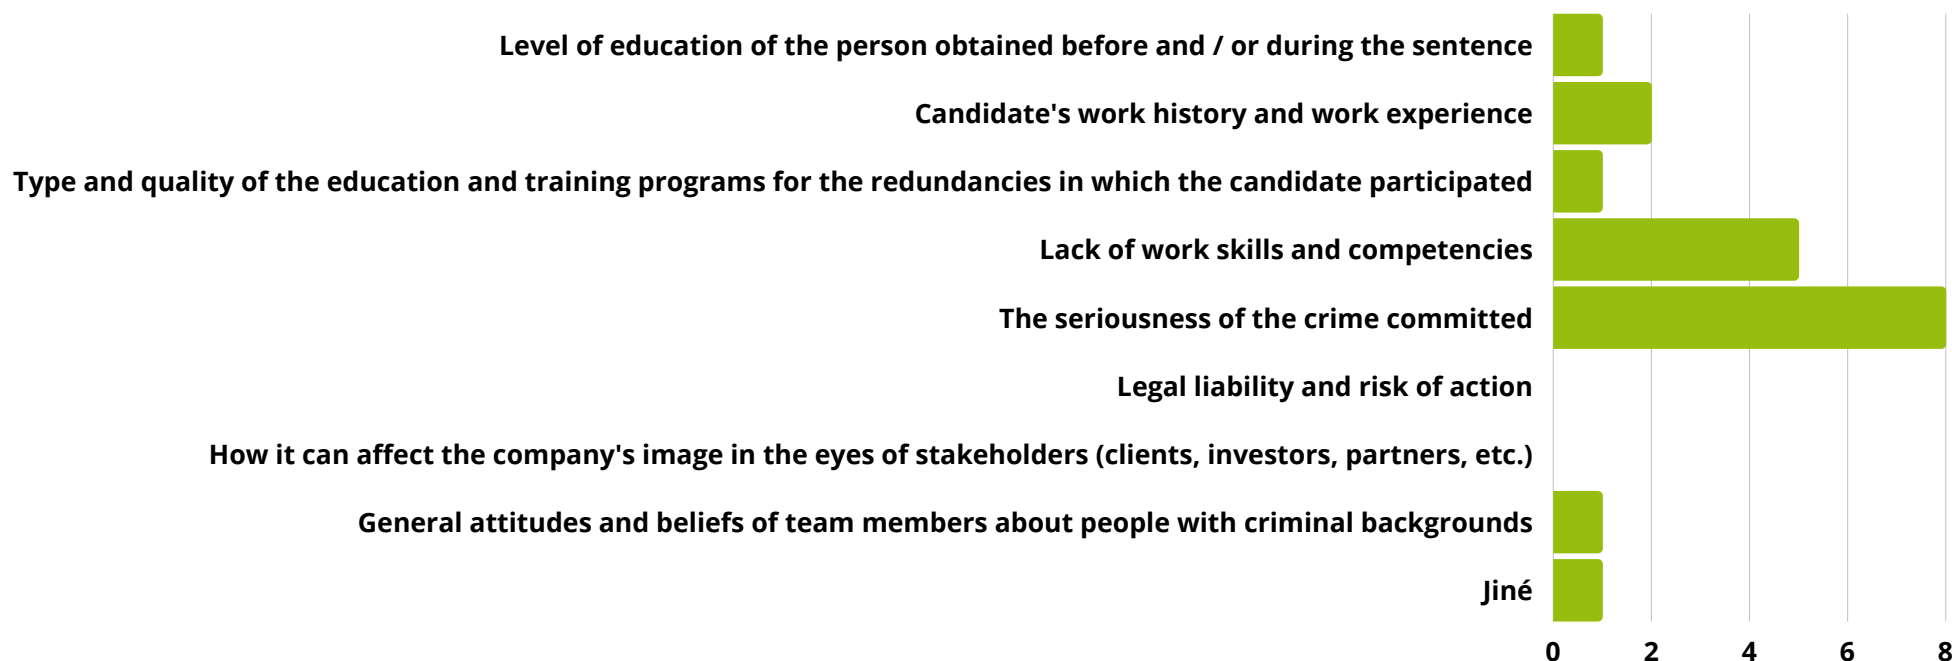 Level of education of the person obtained before and / or during the sentence
Candidate's work history and work experience
Type and quality of the education and training programs for the redundancies in which the candidate participated
Lack of work skills and competencies
The seriousness of the crime committed
Legal liability and risk of action
How it can affect the company's image in the eyes of stakeholders (clients, investors, partners, etc.)
General attitudes and beliefs of team members about people with criminal backgrounds
Jiné
0 2 4 6 8